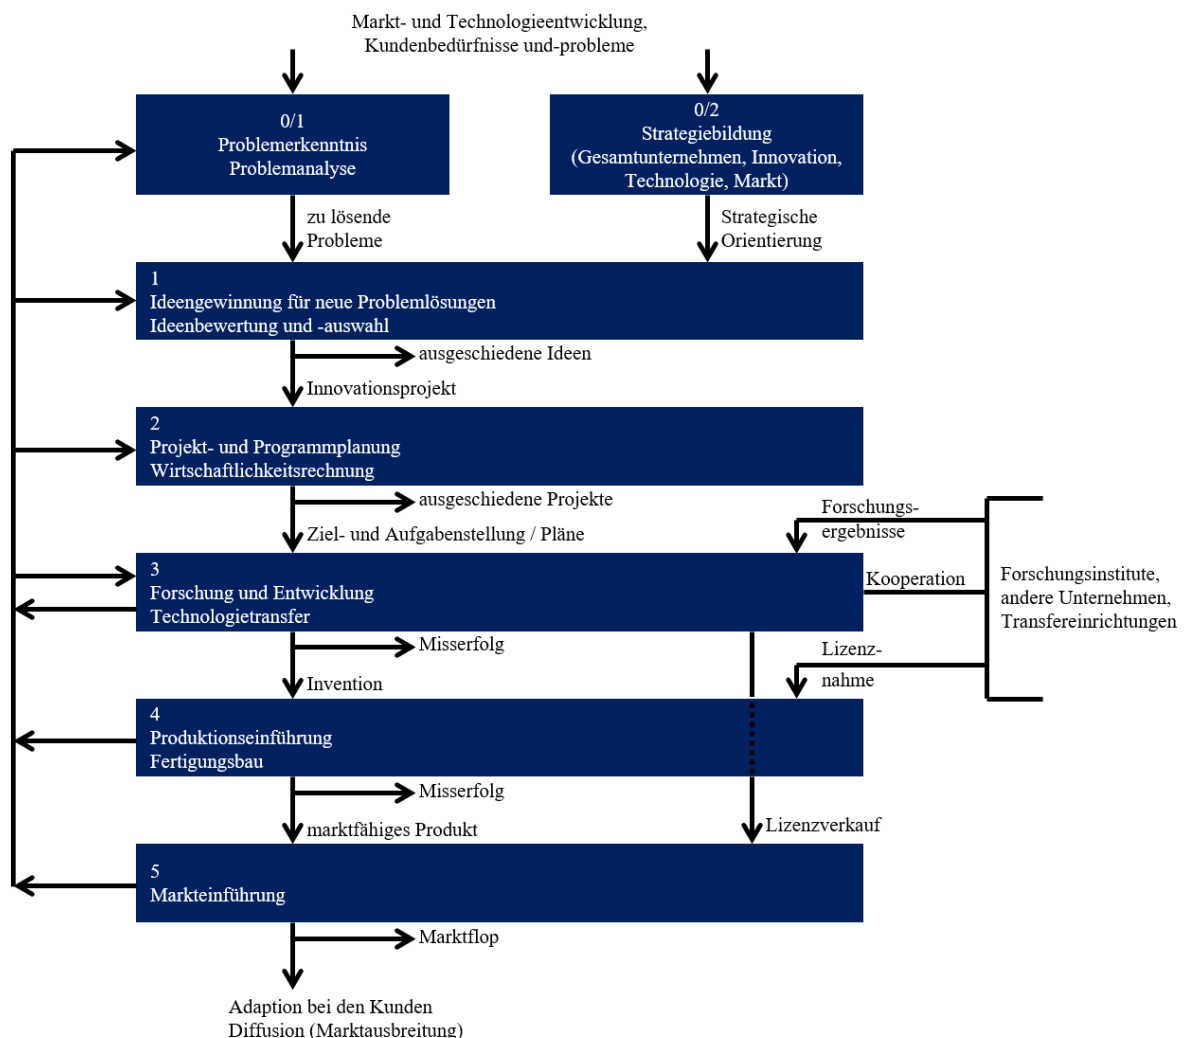 Markt- und Technologieentwicklung,
Kundenbedürfnisse und-probleme
0/1
Problemerkenntnis
Problemanalyse
0/2
Strategiebildung
(Gesamtunternehmen, Innovation,
Technologie, Markt)
zu lösende
Probleme
Strategische
Orientierung
1
Ideengewinnung für neue Problemlösungen
Ideenbewertung und -auswahl
ausgeschiedene Ideen
Innovationsprojekt
2
Projekt- und Programmplanung
Wirtschaftlichkeitsrechnung
ausgeschiedene Projekte
Ziel- und Aufgabenstellung / Pläne
Forschungs-
ergebnisse
3
Forschung und Entwicklung
Technologietransfer
Kooperation
Forschungsinstitute,
andere Unternehmen,
Transfereinrichtungen
Misserfolg
Invention
Lizenz-
nahme
4
Produktionseinführung
Fertigungsbau
Misserfolg
marktfähiges Produkt
Lizenzverkauf
5
Markteinführung
Marktflop
Adaption bei den Kunden
Diffusion (Marktausbreitung)